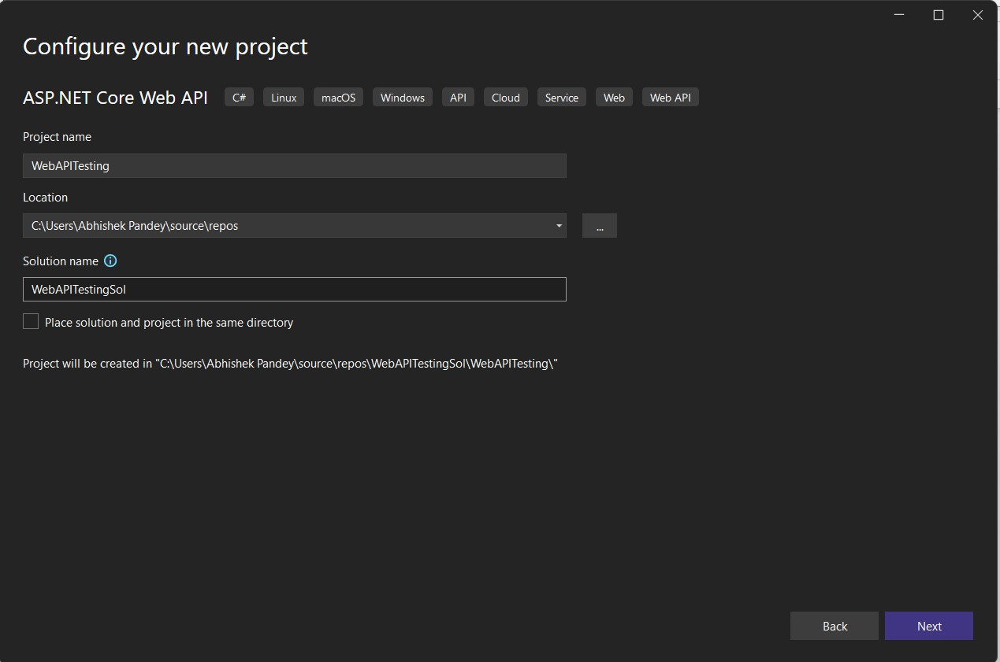 Configure your new project
ASP.NET Core Web API C# Linux macOS Windows API Cloud Service Web Web API
Project name
WebAPITesting
Location
C:\Users\Abhishek Pandey\source\repos
...
Solution name
WebAPITestingSol
Place solution and project in the same directory
Project will be created in "C:\Users\Abhishek Pandey\source\repos\WebAPITestingSol\WebAPITesting\"
Back Next